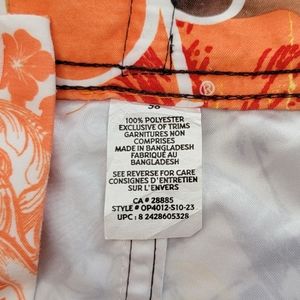 38
100% POLYESTER
EXCLUSIVE OF TRIMS
GARNITURES NON
COMPRISES
MADE IN BANGLADESH
FABRIQUÉ AU
BANGLADESH
SEE REVERSE FOR CARE
CONSIGNES D'ENTRETIEN
SUR L'ENVERS
CA # 28885
STYLE # OP4012-S10-23
UPC : 8 2428605328
®